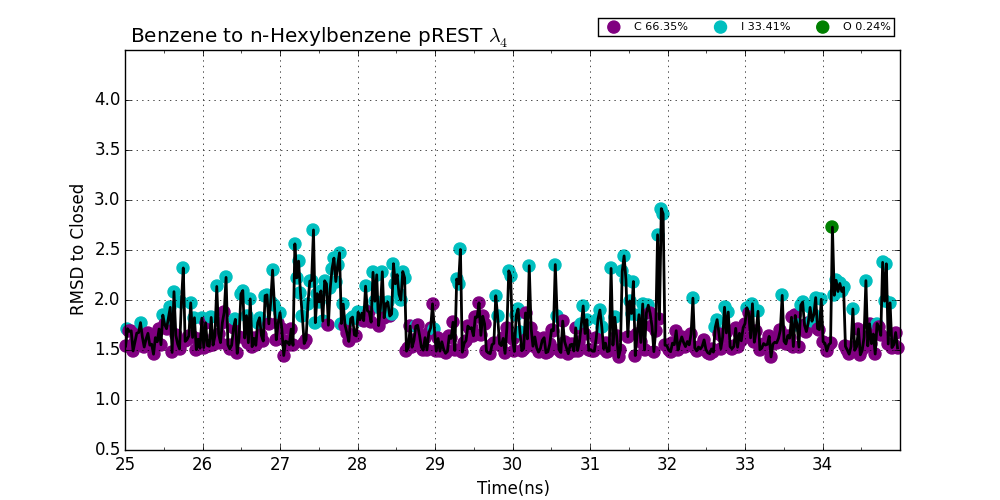 Benzene to n-Hexylbenzene pREST λ₄
C 66.35% I 33.41% O 0.24%
RMSD to Closed
4.0
3.5
3.0
2.5
2.0
1.5
1.0
0.5
25 26 27 28 29 30 31 32 33 34
Time(ns)